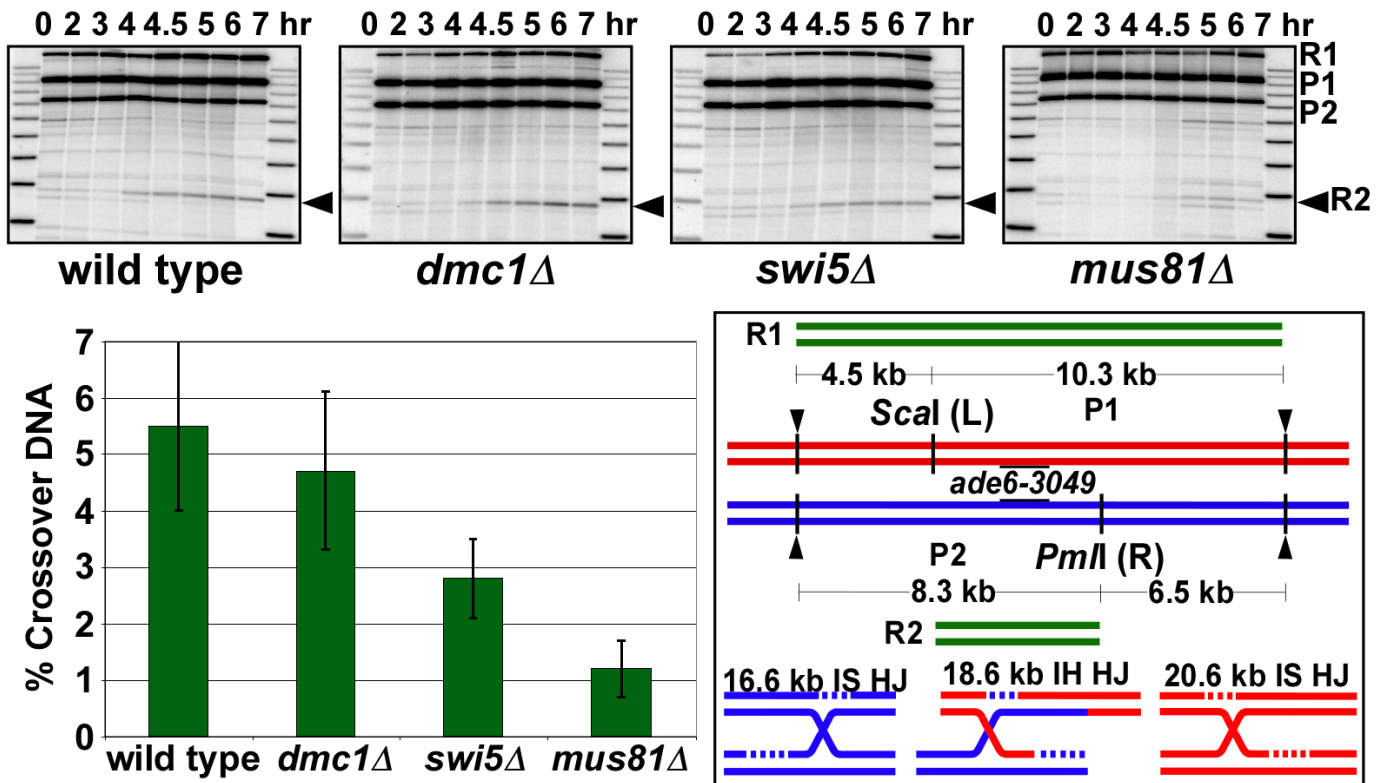 0 2 3 4 4.5 5 6 7 hr
0 2 3 4 4.5 5 6 7 hr
0 2 3 4 4.5 5 6 7 hr
0 2 3 4 4.5 5 6 7 hr
R1
P1
P2
R2
wild type
dmc1Δ
swi5Δ
mus81Δ
% Crossover DNA
7
6
5
4
3
2
1
0
wild type
dmc1Δ
swi5Δ
mus81Δ
R1
4.5 kb
10.3 kb
ScaI (L)
P1
ade6-3049
P2
PmlI (R)
8.3 kb
6.5 kb
R2
16.6 kb IS HJ
18.6 kb IH HJ
20.6 kb IS HJ